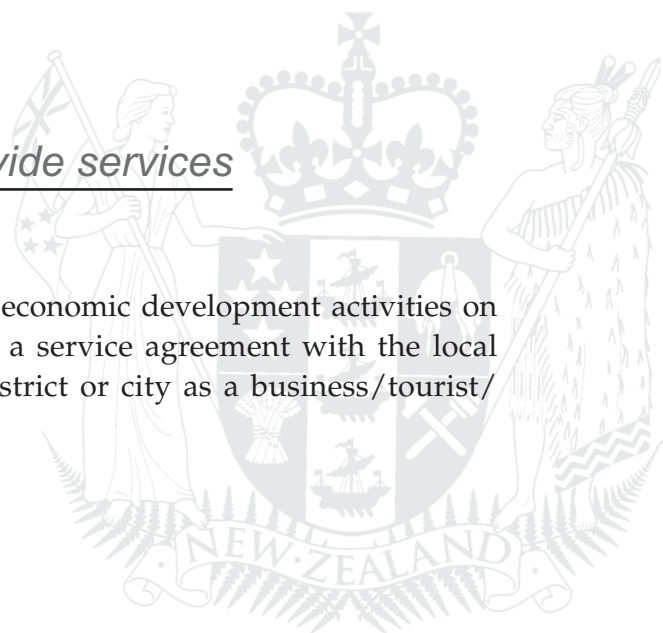 vide services
economic development activities on
a service agreement with the local
strict or city as a business/tourist/
NEW·ZEALAND